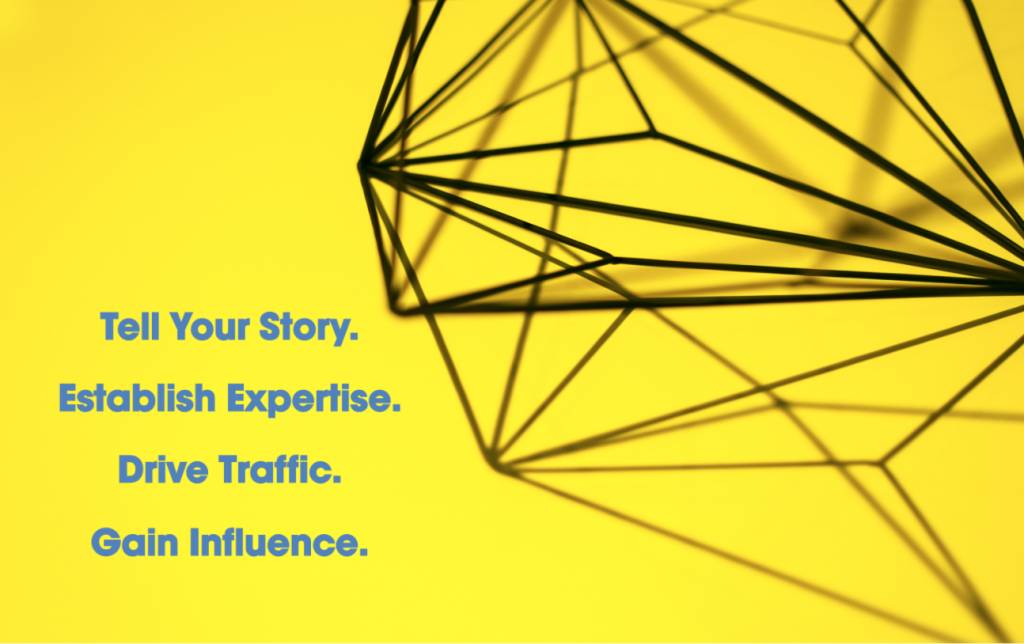 Tell Your Story.
Establish Expertise.
Drive Traffic.
Gain Influence.